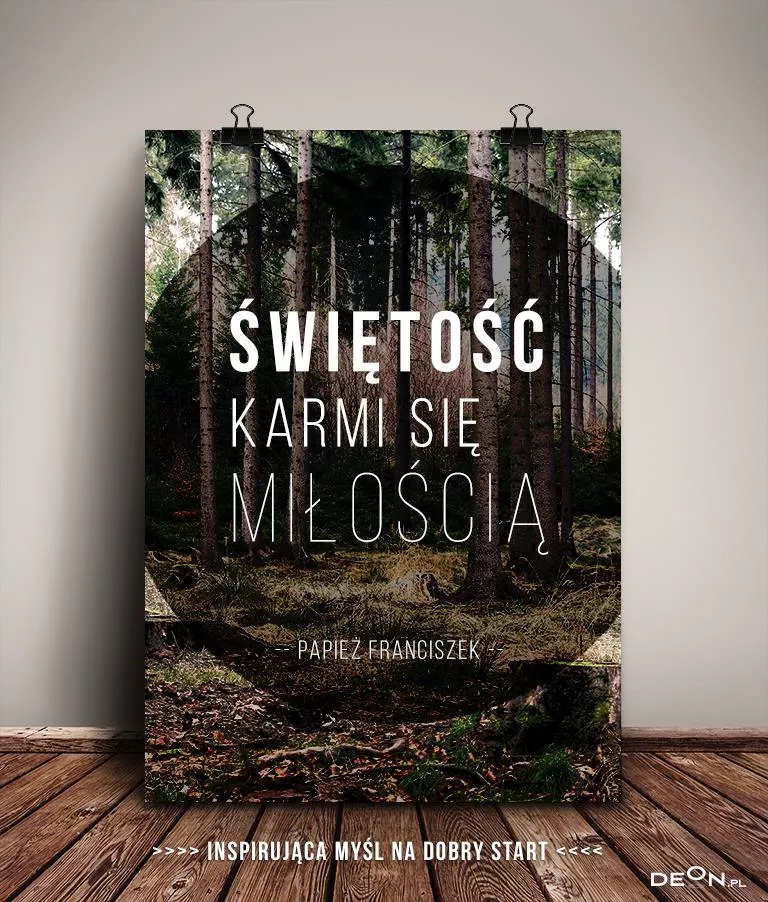 ŚWIĘTOŚĆ
KARMI SIĘ
MIŁOŚCIĄ
-- PAPIEŻ FRANCISZEK --
>>>> INSPIRUJĄCA MYŚL NA DOBRY START <<<<
DEON.PL